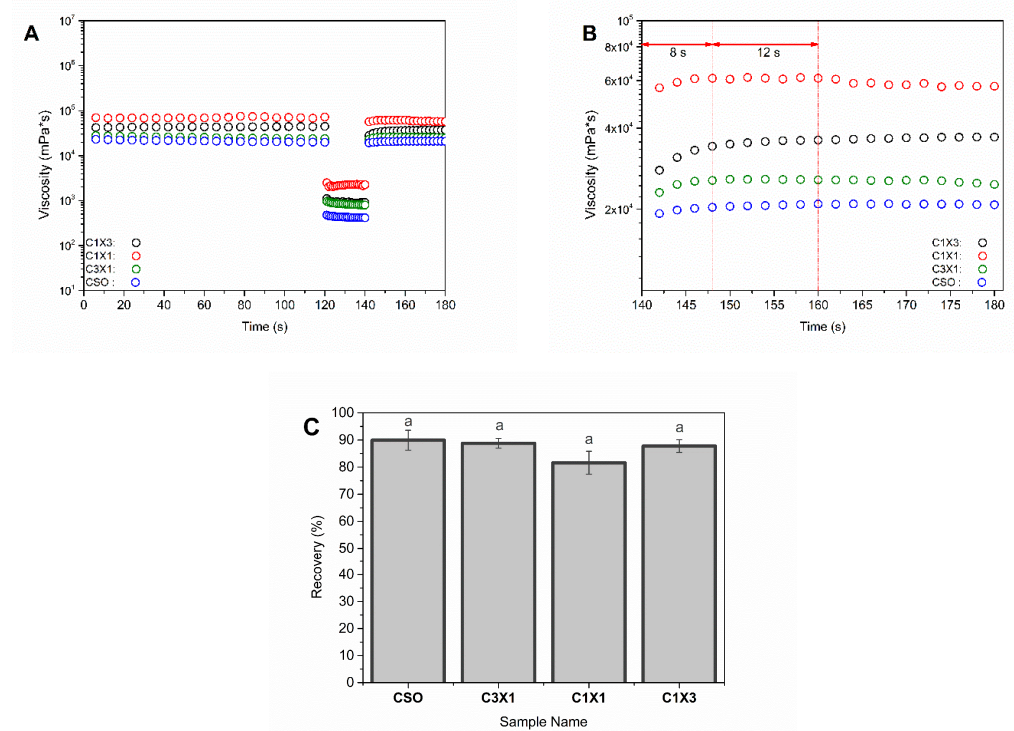 A
Viscosity (mPa*s)
10⁷
10⁶
10⁵
10⁴
10³
10²
10¹
C1X3:
C1X1:
C3X1:
CSO :
0 20 40 60 80 100 120 140 160 180
Time (s)
B
Viscosity (mPa*s)
10⁵
8x10⁴
6x10⁴
4x10⁴
2x10⁴
8 s
12 s
C1X3:
C1X1:
C3X1:
CSO :
140 145 150 155 160 165 170 175 180
Time (s)
C
Recovery (%)
100
90
80
70
60
50
40
30
20
10
0
a a a a
CSO C3X1 C1X1 C1X3
Sample Name